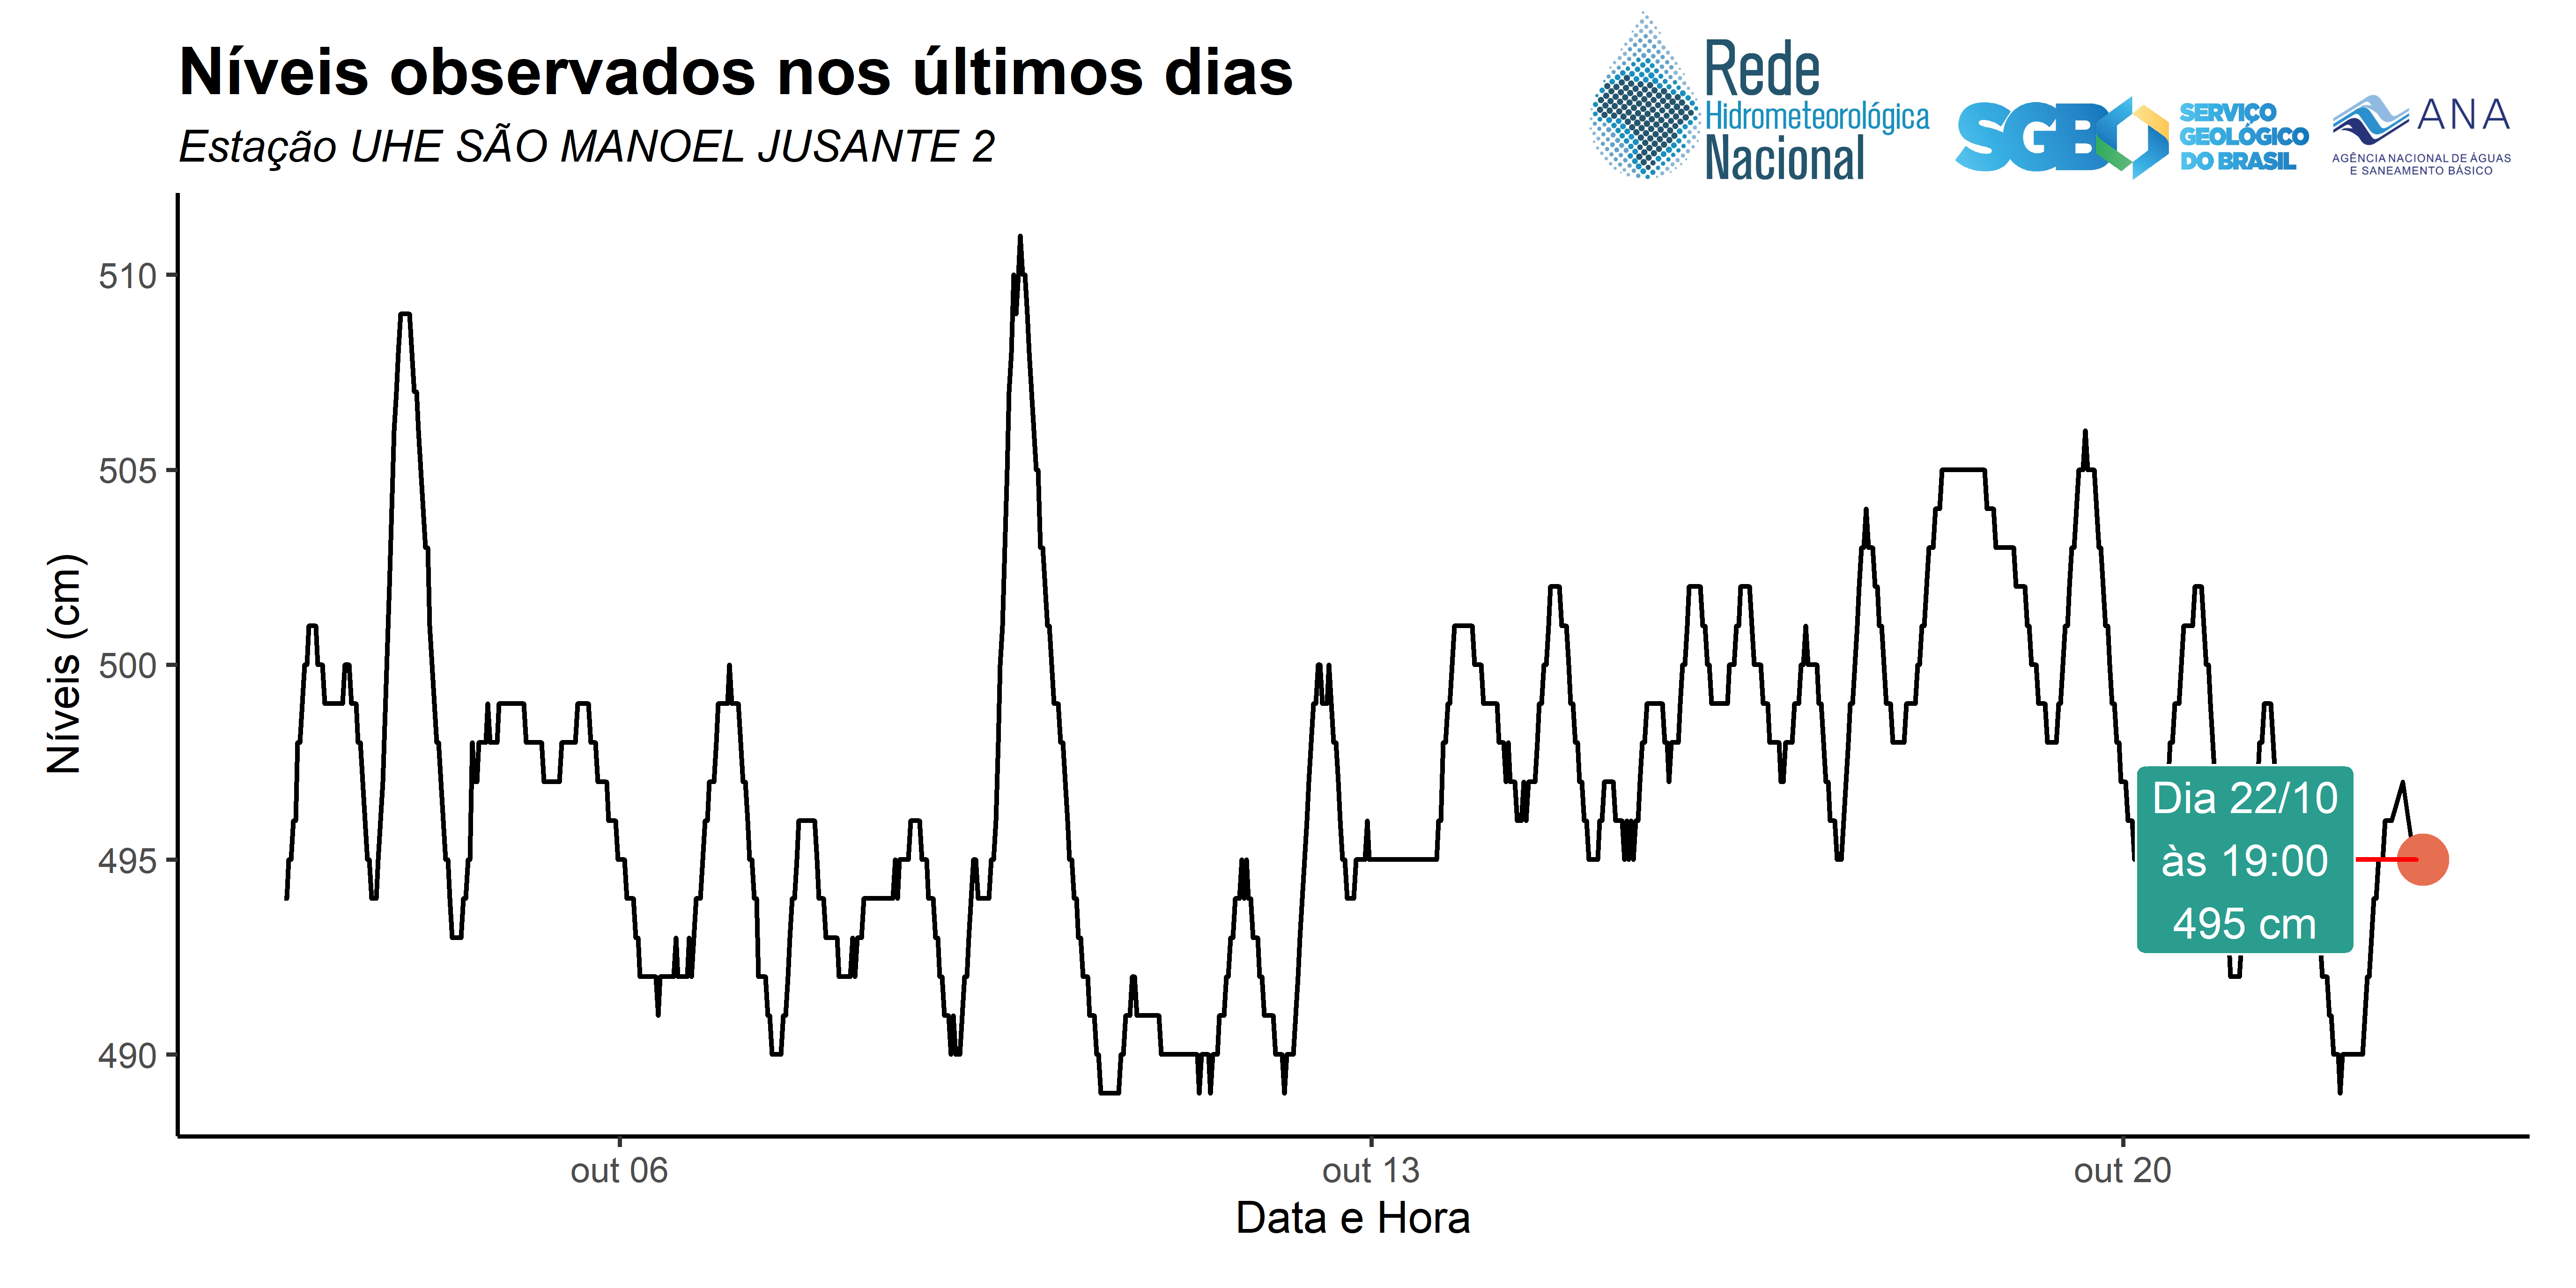 Níveis observados nos últimos dias
Estação UHE SÃO MANOEL JUSANTE 2
Rede
Hidrometeorológica
Nacional
SGB
SERVIÇO
GEOLÓGICO
DO BRASIL
ANA
AGÊNCIA NACIONAL DE ÁGUAS
E SANEAMENTO BÁSICO
Níveis (cm)
510
505
500
495
490
Dia 22/10
às 19:00
495 cm
out 06
out 13
out 20
Data e Hora